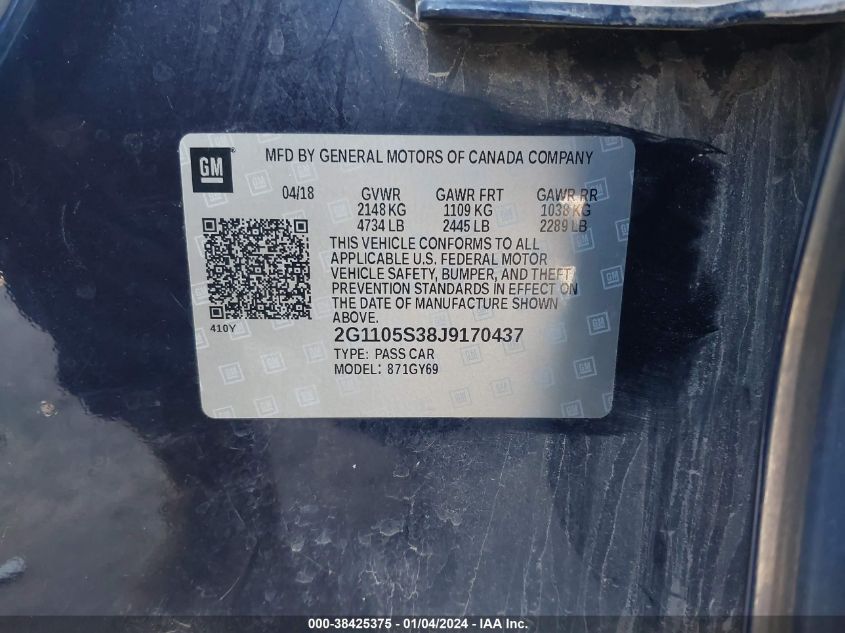 GM
MFD BY GENERAL MOTORS OF CANADA COMPANY
04/18 GVWR GAWR FRT GAWR RR
2148 KG 1109 KG 1038 KG
4734 LB 2445 LB 2289 LB
THIS VEHICLE CONFORMS TO ALL
APPLICABLE U.S. FEDERAL MOTOR
VEHICLE SAFETY, BUMPER, AND THEFT
PREVENTION STANDARDS IN EFFECT ON
THE DATE OF MANUFACTURE SHOWN
ABOVE.
410Y
2G1105S38J9170437
TYPE: PASS CAR
MODEL: 871GY69
000-38425375 - 01/04/2024 - IAA Inc.